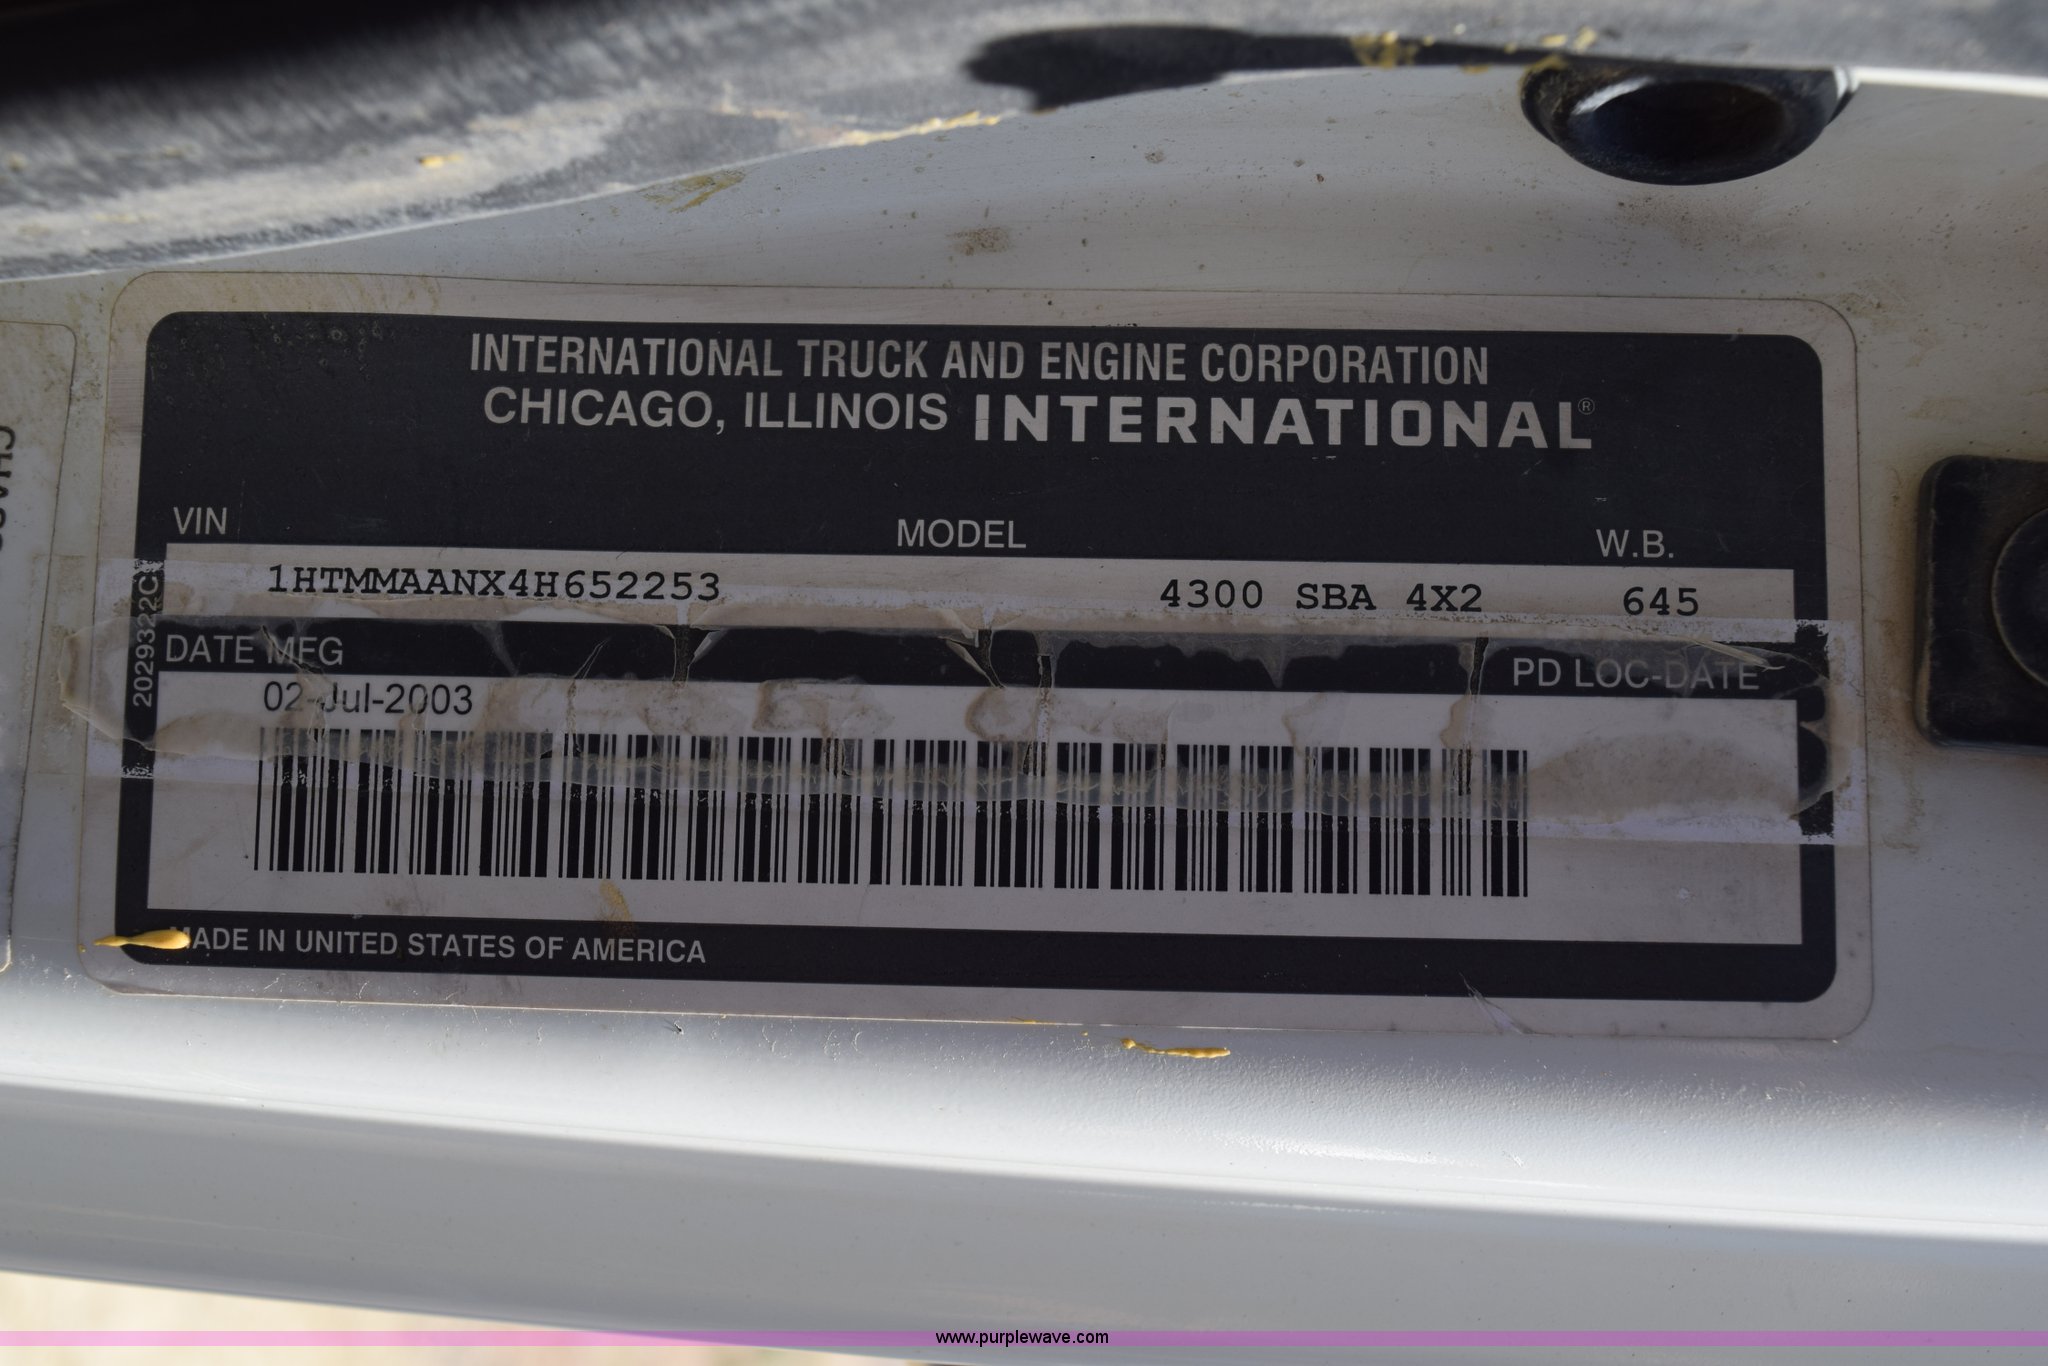 INTERNATIONAL TRUCK AND ENGINE CORPORATION
CHICAGO, ILLINOIS INTERNATIONAL®
VIN MODEL W.B.
1HTMMAANX4H652253 4300 SBA 4X2 645
2029322C
DATE MFG PD LOC-DATE
02-Jul-2003
MADE IN UNITED STATES OF AMERICA
www.purplewave.com